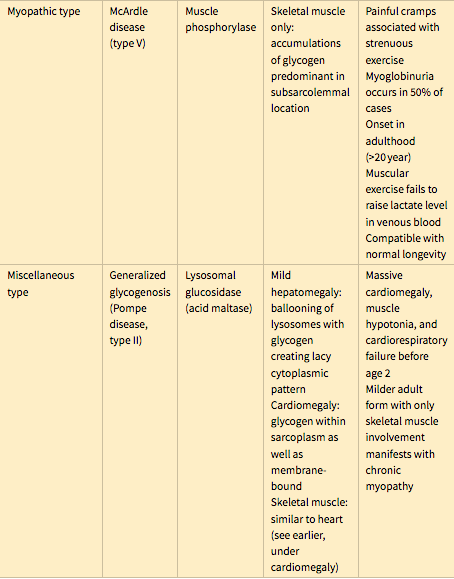 Myopathic type
McArdle
disease
(type V)
Muscle
phosphorylase
Skeletal muscle
only:
accumulations
of glycogen
predominant in
subsarcolemmal
location
Painful cramps
associated with
strenuous
exercise
Myoglobinuria
occurs in 50% of
cases
Onset in
adulthood
(>20 year)
Muscular
exercise fails to
raise lactate level
in venous blood
Compatible with
normal longevity
Miscellaneous
type
Generalized
glycogenosis
(Pompe
disease,
type II)
Lysosomal
glucosidase
(acid maltase)
Mild
hepatomegaly:
ballooning of
lysosomes with
glycogen
creating lacy
cytoplasmic
pattern
Cardiomegaly:
glycogen within
sarcoplasm as
well as
membrane-
bound
Skeletal muscle:
similar to heart
(see earlier,
under
cardiomegaly)
Massive
cardiomegaly,
muscle
hypotonia, and
cardiorespiratory
failure before
age 2
Milder adult
form with only
skeletal muscle
involvement
manifests with
chronic
myopathy